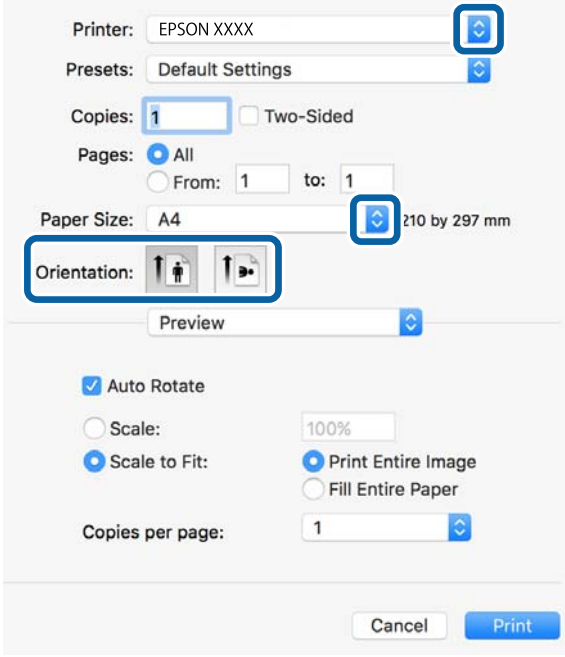 Printer: EPSON XXXX
Presets: Default Settings
Copies: 1 Two-Sided
Pages: All
From: 1 to: 1
Paper Size: A4 210 by 297 mm
Orientation:
Preview
Auto Rotate
Scale: 100%
Scale to Fit: Print Entire Image
Fill Entire Paper
Copies per page: 1
Cancel Print